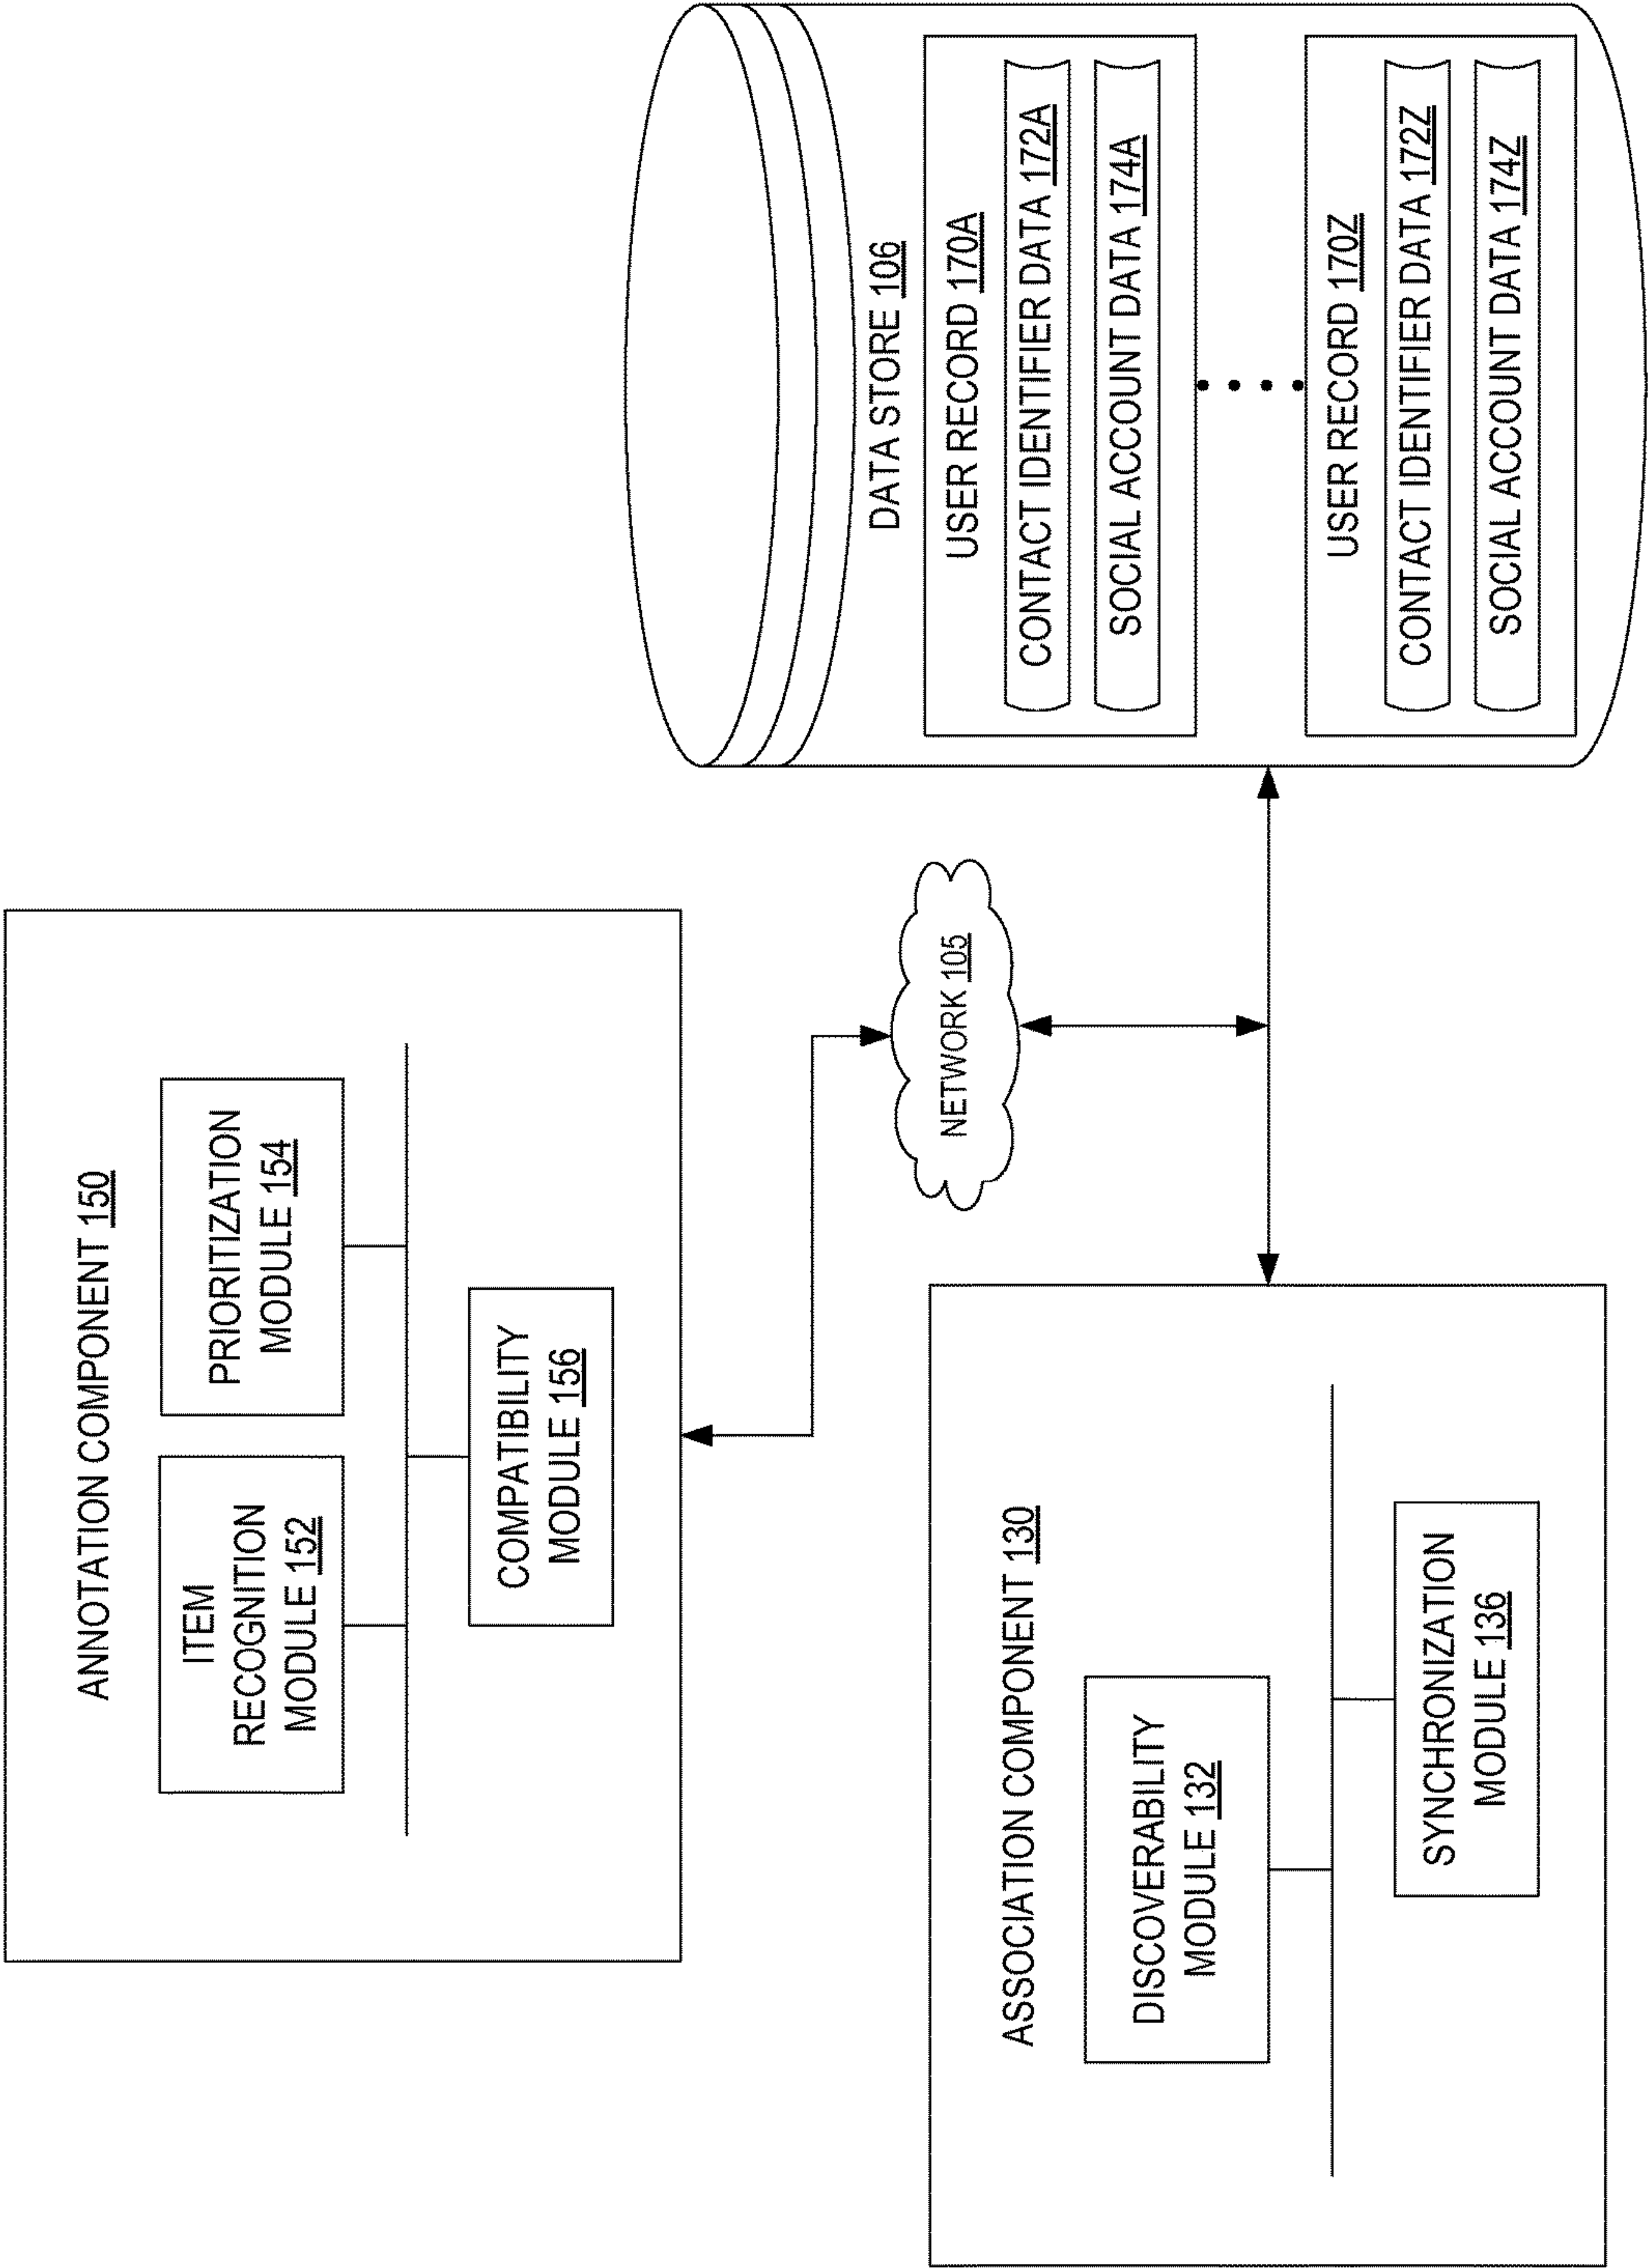 ANNOTATION COMPONENT 150
ITEM
RECOGNITION
MODULE 152
PRIORITIZATION
MODULE 154
COMPATIBILITY
MODULE 156
NETWORK 105
ASSOCIATION COMPONENT 130
DISCOVERABILITY
MODULE 132
SYNCHRONIZATION
MODULE 136
DATA STORE 106
USER RECORD 170A
CONTACT IDENTIFIER DATA 172A
SOCIAL ACCOUNT DATA 174A
USER RECORD 170Z
CONTACT IDENTIFIER DATA 172Z
SOCIAL ACCOUNT DATA 174Z